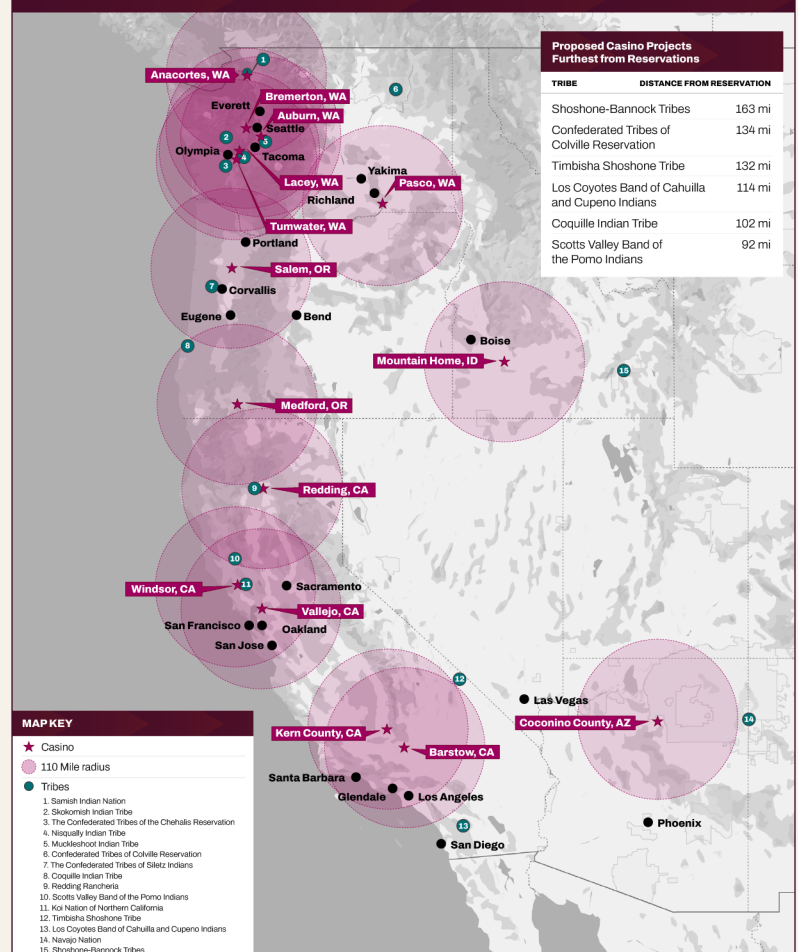 Proposed Casino Projects
Furthest from Reservations
TRIBE DISTANCE FROM RESERVATION
Shoshone-Bannock Tribes 163 mi
Confederated Tribes of 134 mi
Colville Reservation
Timbisha Shoshone Tribe 132 mi
Los Coyotes Band of Cahuilla 114 mi
and Cupeno Indians
Coquille Indian Tribe 102 mi
Scotts Valley Band of 92 mi
the Pomo Indians
1
Anacortes, WA
6
Bremerton, WA
Everett
Auburn, WA
Seattle
2
5
Olympia
4
Tacoma
3
Yakima
Lacey, WA
Pasco, WA
Richland
Tumwater, WA
Portland
Salem, OR
7
Corvallis
Eugene
Bend
8
Boise
Mountain Home, ID
15
Medford, OR
9
Redding, CA
10
Windsor, CA
11
Sacramento
Vallejo, CA
San Francisco
Oakland
San Jose
12
Las Vegas
Coconino County, AZ
14
Kern County, CA
Barstow, CA
Santa Barbara
Glendale
Los Angeles
13
San Diego
Phoenix
MAP KEY
Casino
110 Mile radius
Tribes
1. Samish Indian Nation
2. Skokomish Indian Tribe
3. The Confederated Tribes of the Chehalis Reservation
4. Nisqually Indian Tribe
5. Muckleshoot Indian Tribe
6. Confederated Tribes of Colville Reservation
7. The Confederated Tribes of Siletz Indians
8. Coquille Indian Tribe
9. Redding Rancheria
10. Scotts Valley Band of the Pomo Indians
11. Koi Nation of Northern California
12. Timbisha Shoshone Tribe
13. Los Coyotes Band of Cahuilla and Cupeno Indians
14. Navajo Nation
15. Shoshone-Bannock Tribes